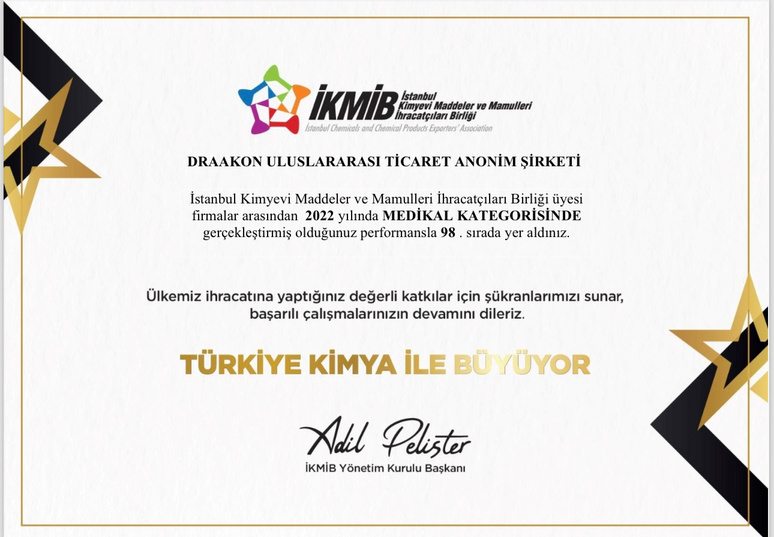 İKMİB İstanbul
Kimyevi Maddeler ve Mamulleri
İhracatçıları Birliği
İstanbul Chemicals and Chemical Products Exporters' Association
DRAAKON ULUSLARARASI TİCARET ANONİM ŞİRKETİ
İstanbul Kimyevi Maddeler ve Mamulleri İhracatçıları Birliği üyesi
firmalar arasından 2022 yılında MEDİKAL KATEGORİSİNDE
gerçekleştirmiş olduğunuz performansla 98 . sırada yer aldınız.
Ülkemiz ihracatına yaptığınız değerli katkılar için şükranlarımızı sunar,
başarılı çalışmalarınızın devamını dileriz.
TÜRKİYE KİMYA İLE BÜYÜYOR
Adil Pelister
İKMİB Yönetim Kurulu Başkanı